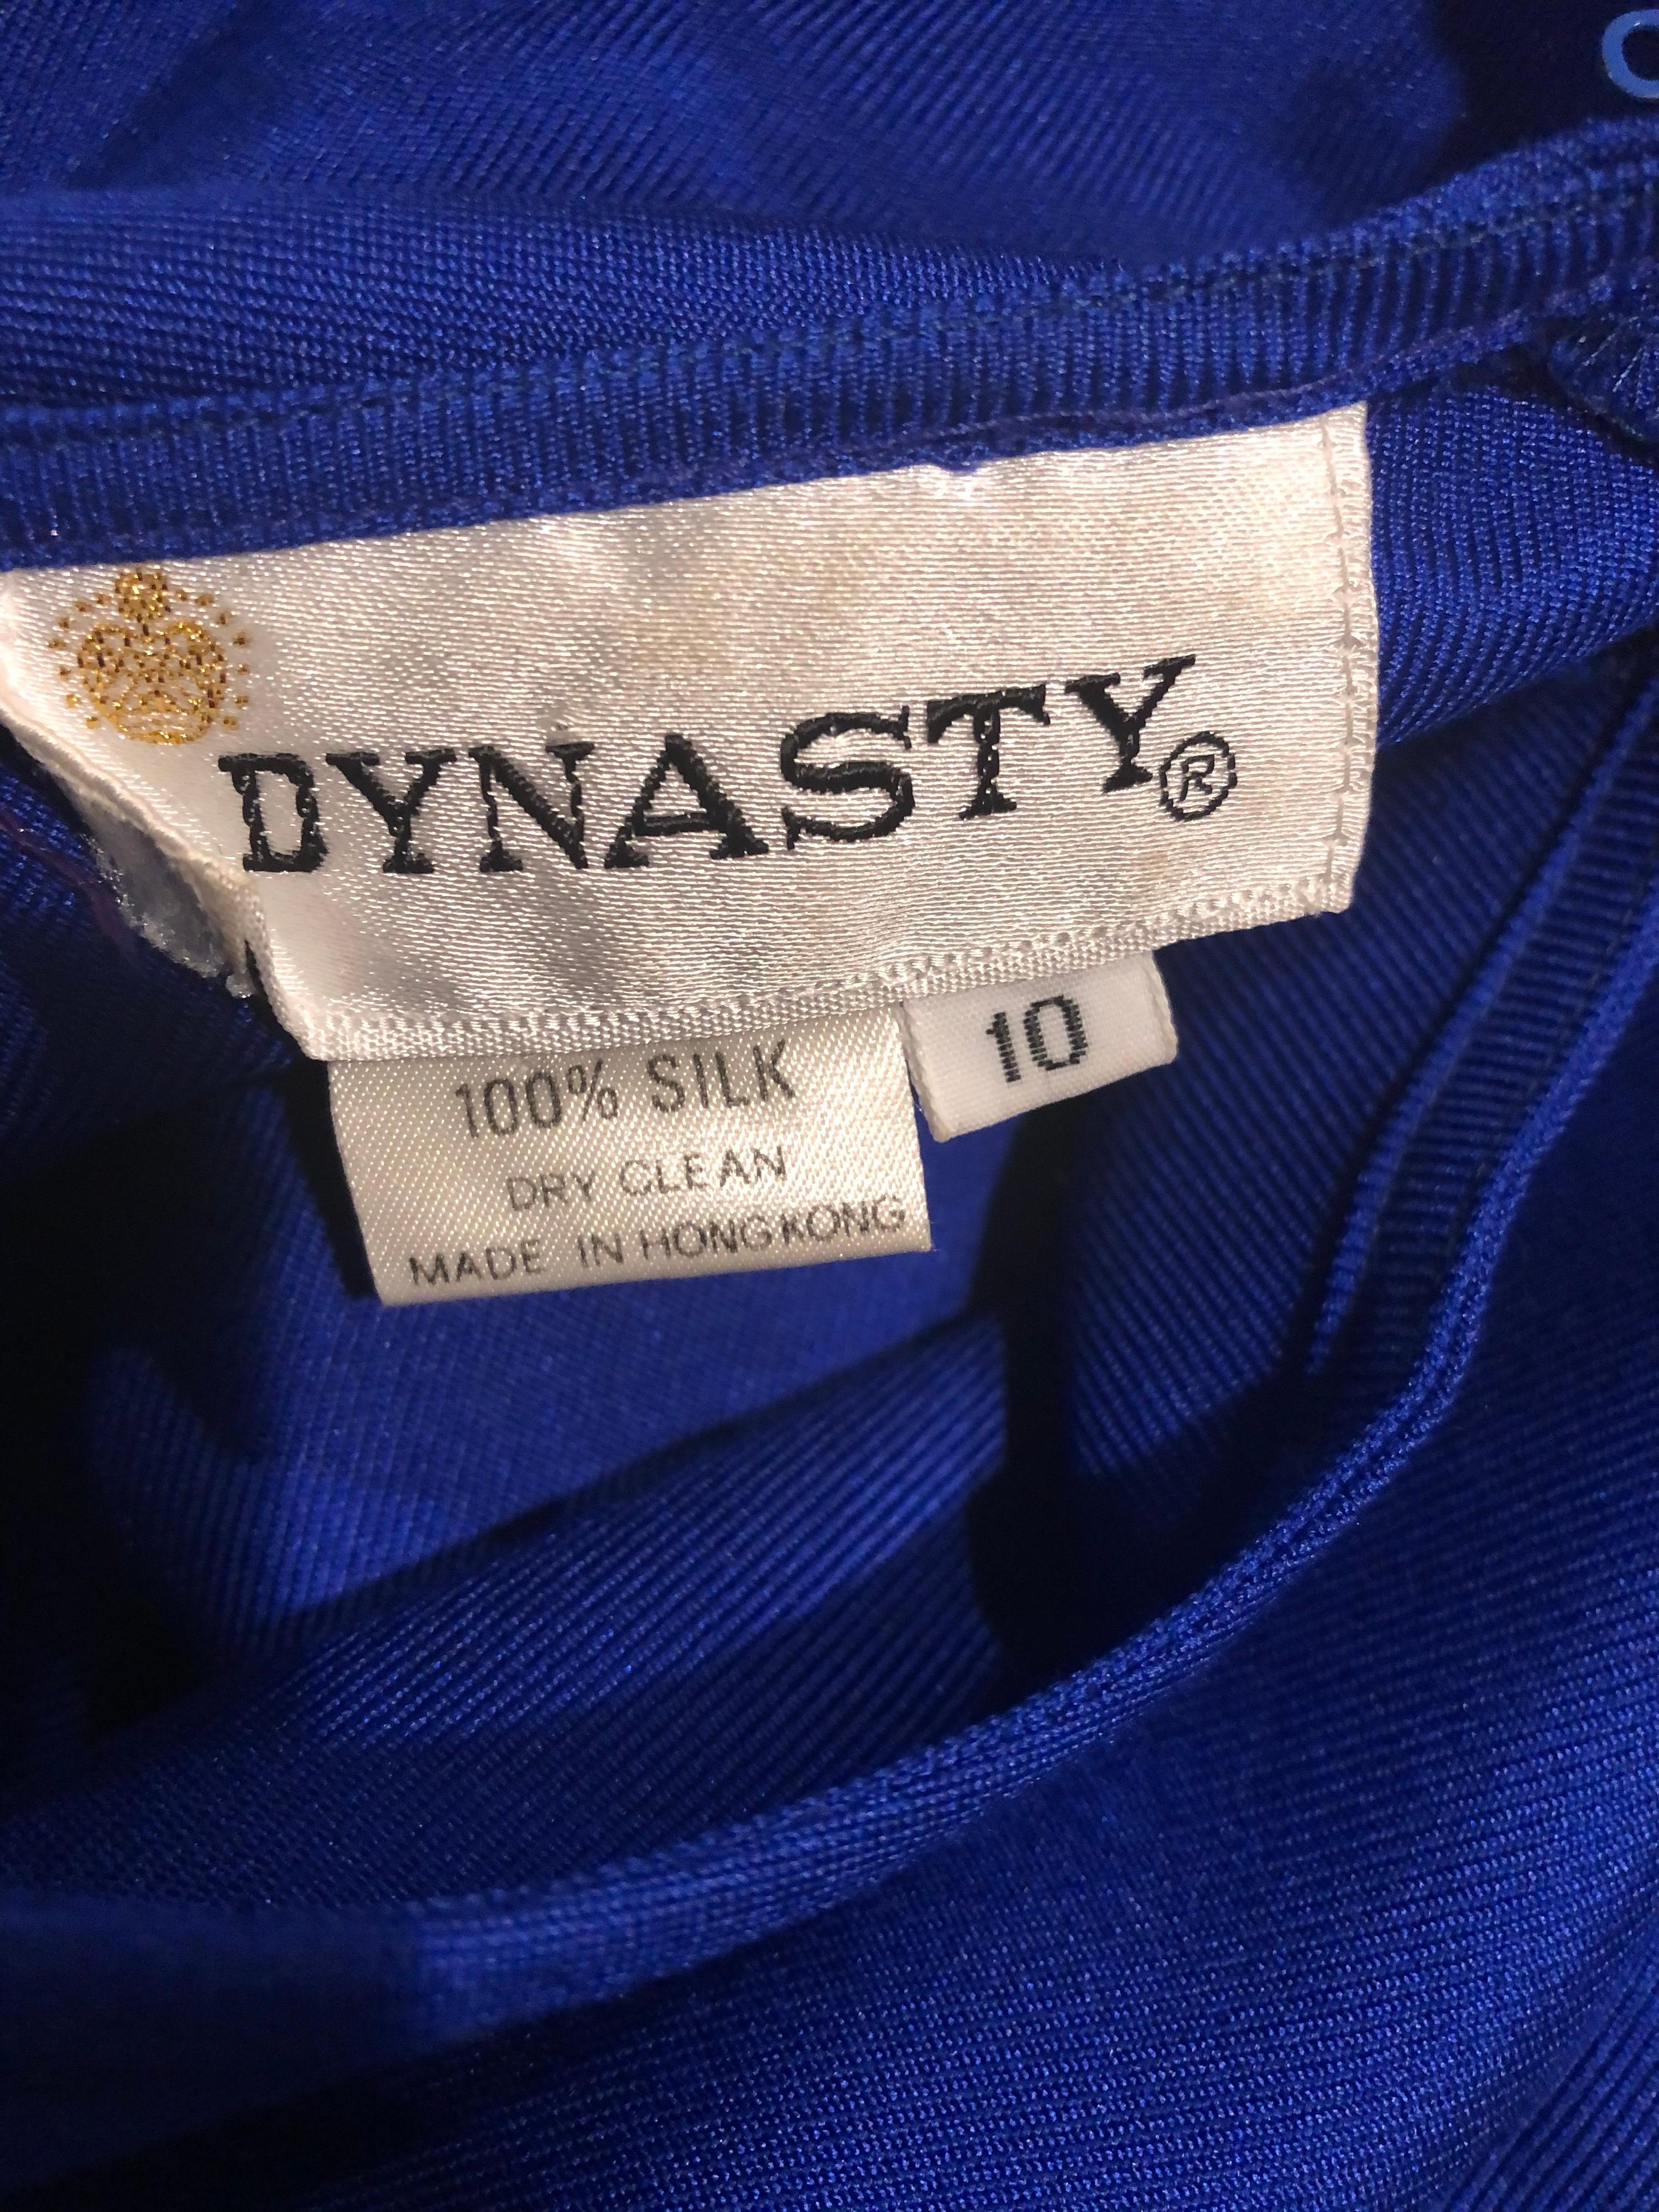 DYNASTY®
10
100% SILK
DRY CLEAN
MADE IN HONG KONG